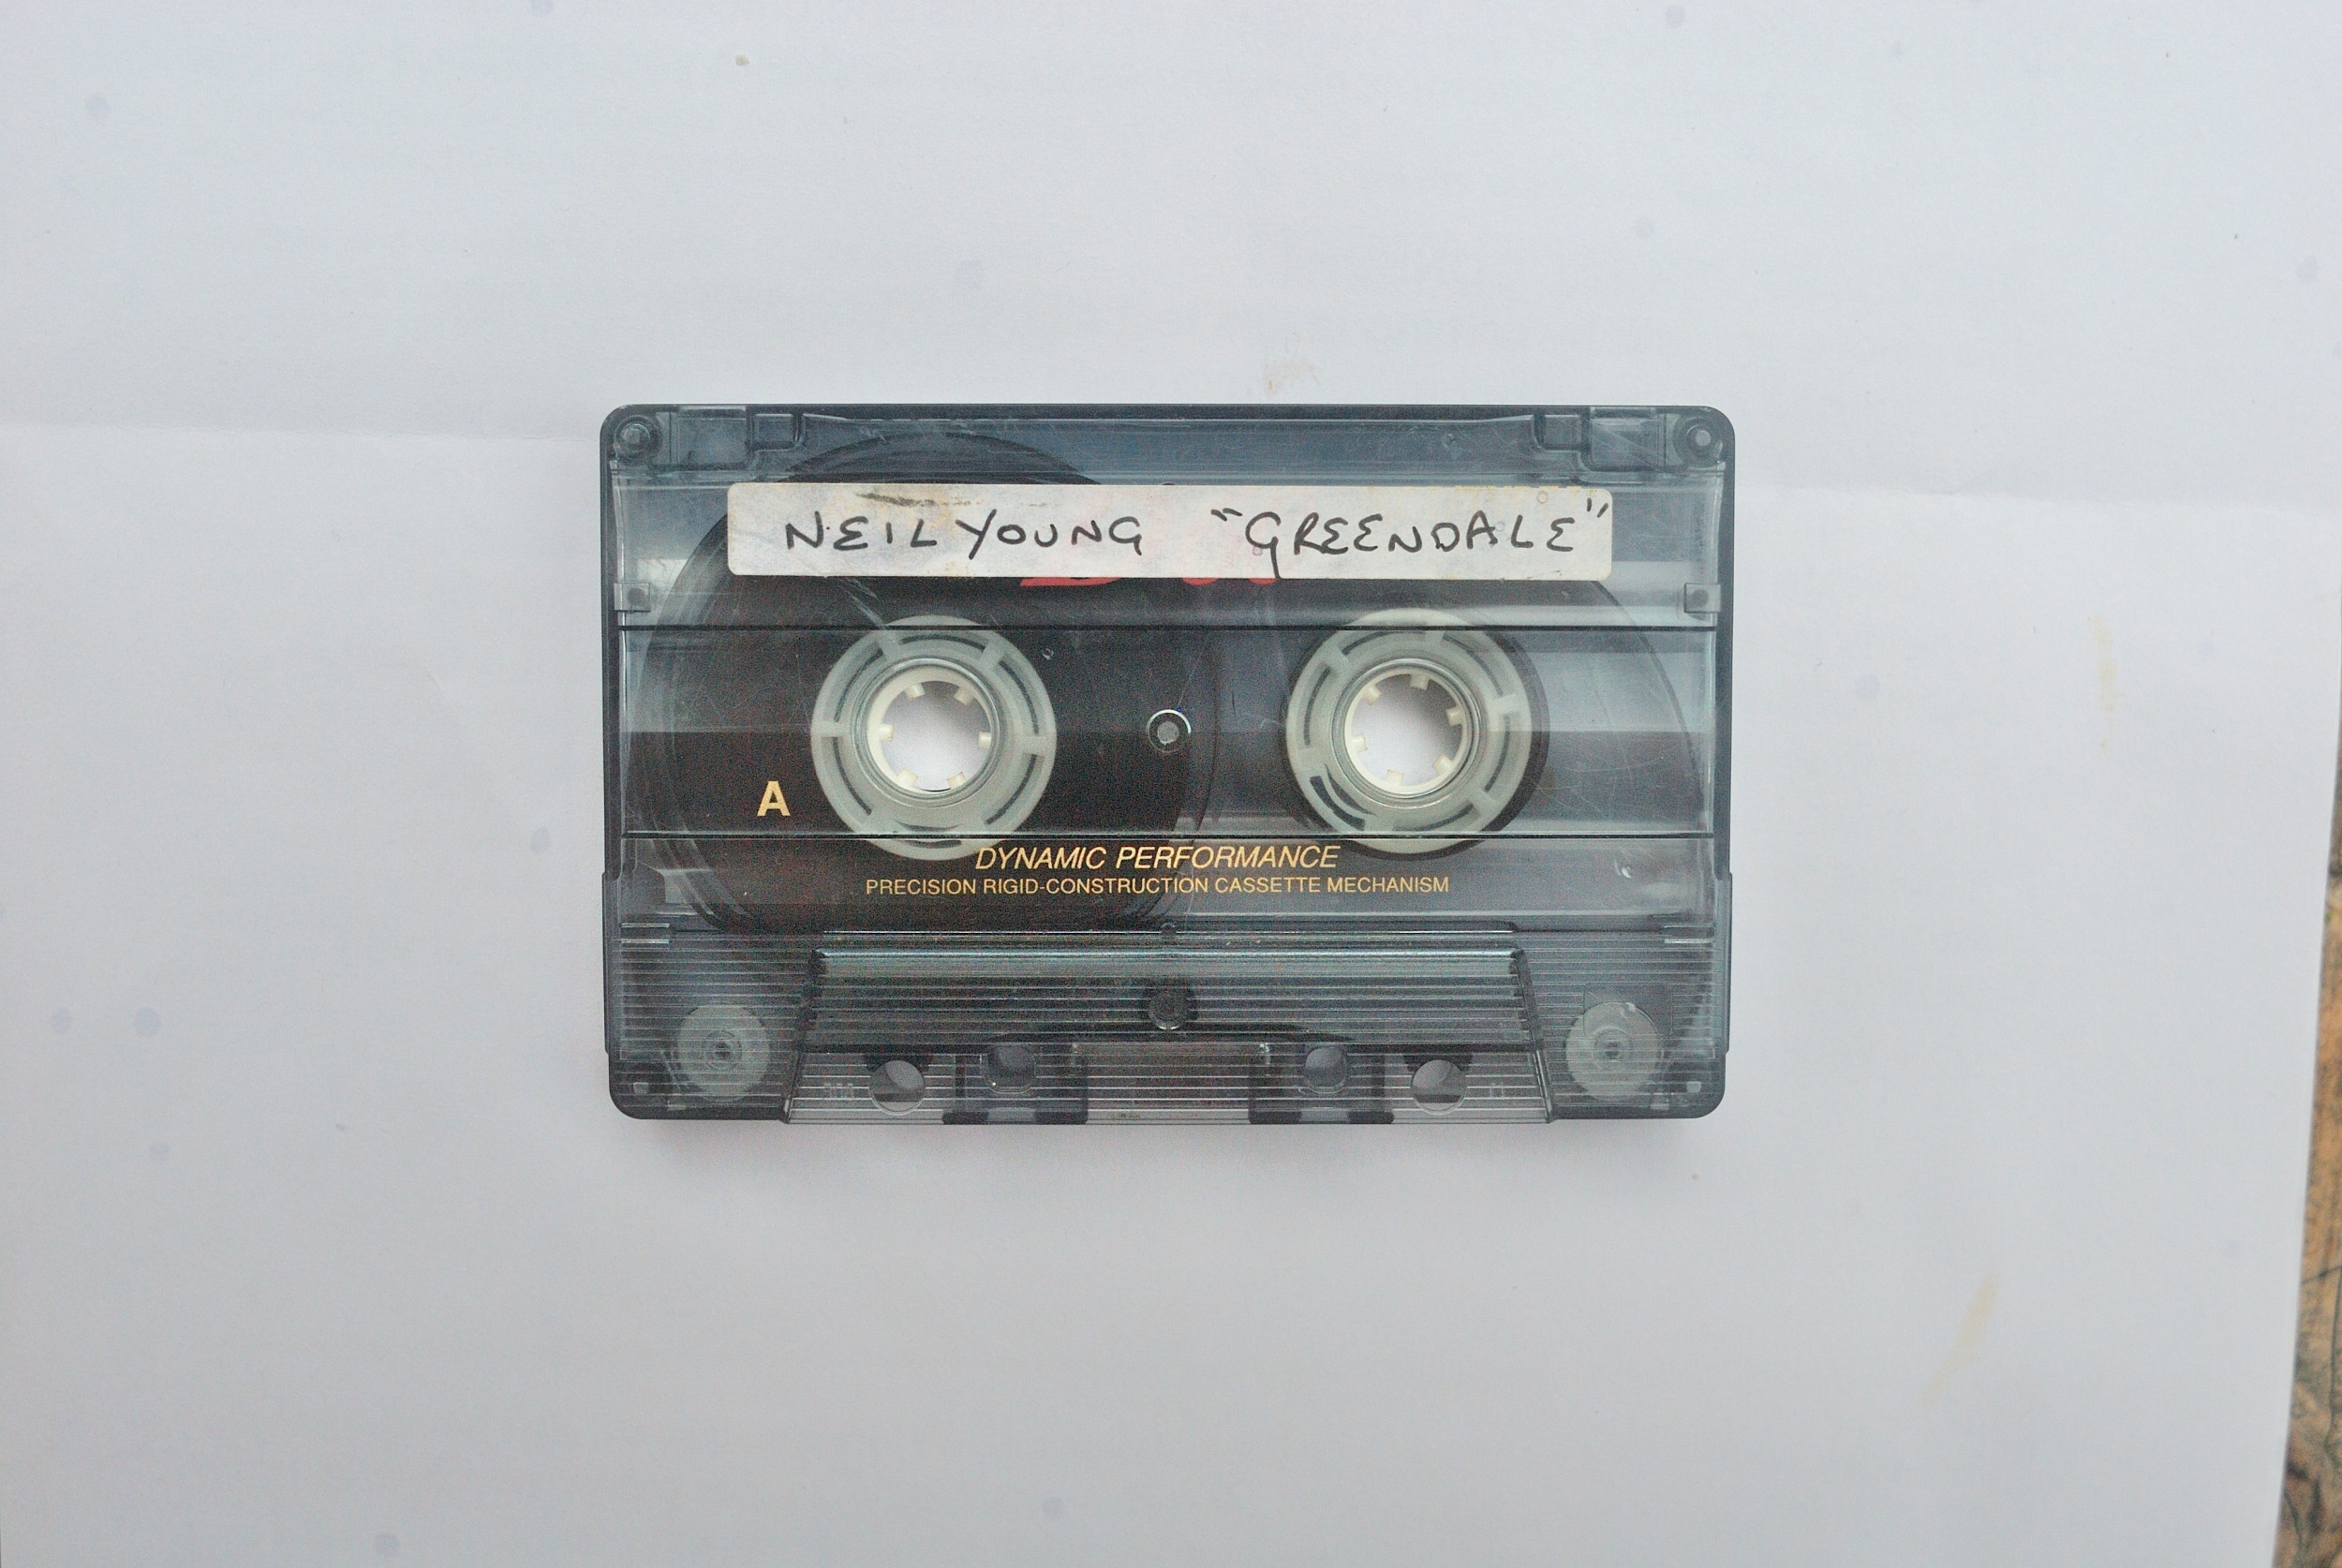 NEIL YOUNG "GREENDALE"
A
DYNAMIC PERFORMANCE
PRECISION RIGID-CONSTRUCTION CASSETTE MECHANISM